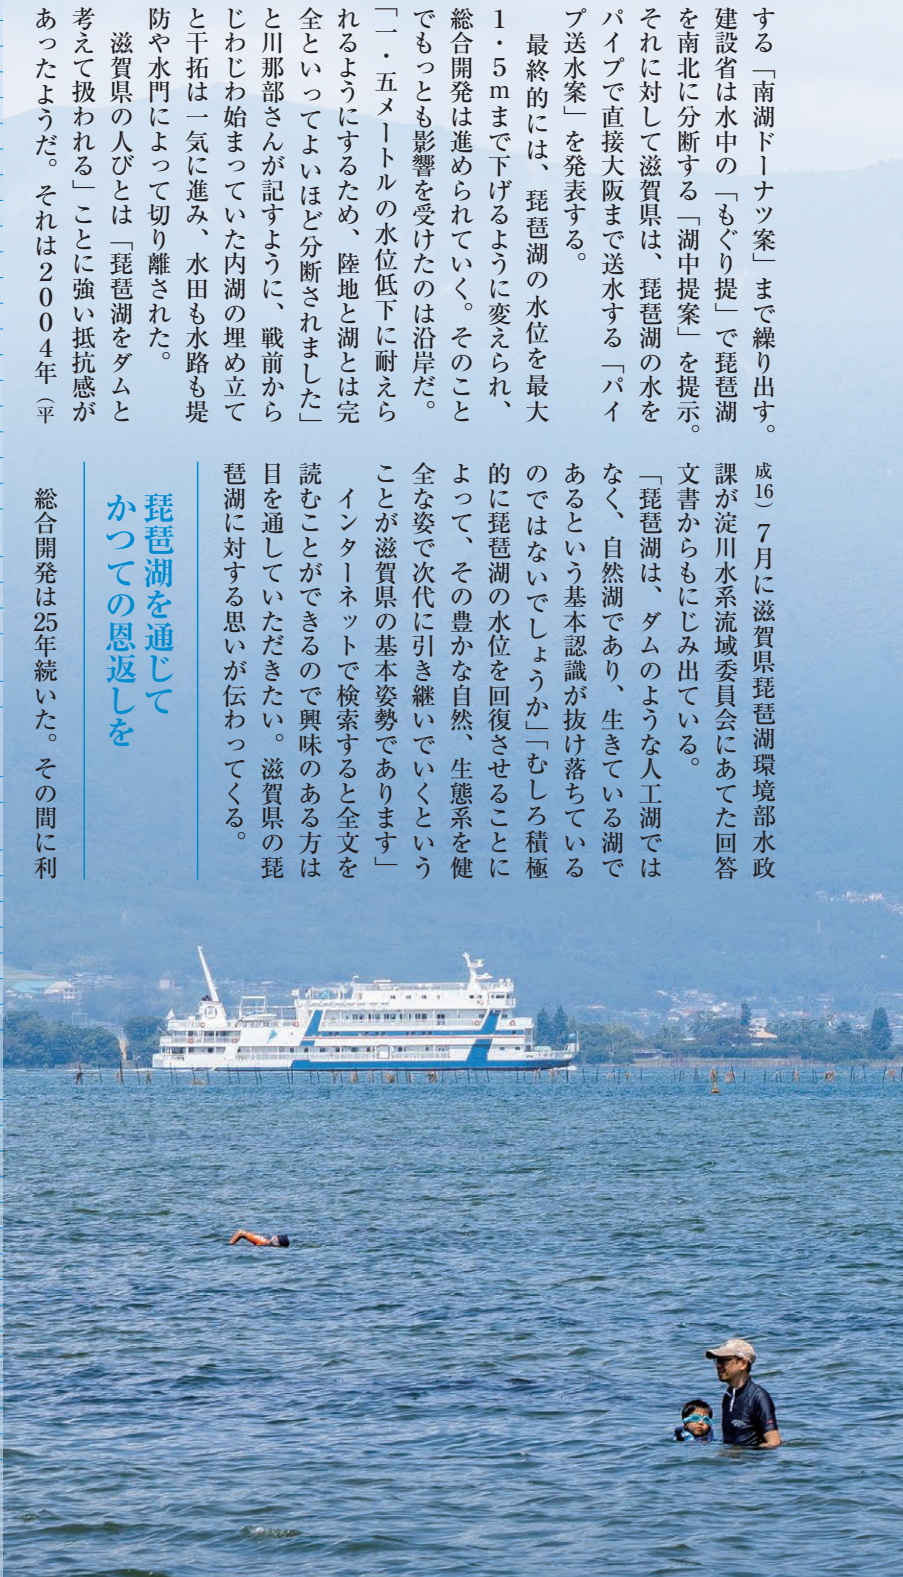 する「南湖ドーナツ案」まで繰り出す。
建設省は水中の「もぐり提」で琵琶湖
を南北に分断する「湖中提案」を提示。
それに対して滋賀県は、琵琶湖の水を
パイプで直接大阪まで送水する「パイ
プ送水案」を発表する。
最終的には、琵琶湖の水位を最大
1・5mまで下げるように変えられ、
総合開発は進められていく。そのこと
でもっとも影響を受けたのは沿岸だ。
「一・五メートルの水位低下に耐えら
れるようにするため、陸地と湖とは完
全といってよいほど分断されました」
と川那部さんが記すように、戦前から
じわじわ始まっていた内湖の埋め立て
と干拓は一気に進み、水田も水路も堤
防や水門によって切り離された。
滋賀県の人びとは「琵琶湖をダムと
考えて扱われる」ことに強い抵抗感が
あったようだ。それは2004年（平
成16）7月に滋賀県琵琶湖環境部水政
課が淀川水系流域委員会にあてた回答
文書からもにじみ出ている。
「琵琶湖は、ダムのような人工湖では
なく、自然湖であり、生きている湖で
あるという基本認識が抜け落ちている
のではないでしょうか」「むしろ積極
的に琵琶湖の水位を回復させることに
よって、その豊かな自然、生態系を健
全な姿で次代に引き継いでいくという
ことが滋賀県の基本姿勢であります」
インターネットで検索すると全文を
読むことができるので興味のある方は
目を通していただきたい。滋賀県の琵
琶湖に対する思いが伝わってくる。
琵琶湖を通じて
かつての恩返しを
総合開発は25年続いた。その間に利